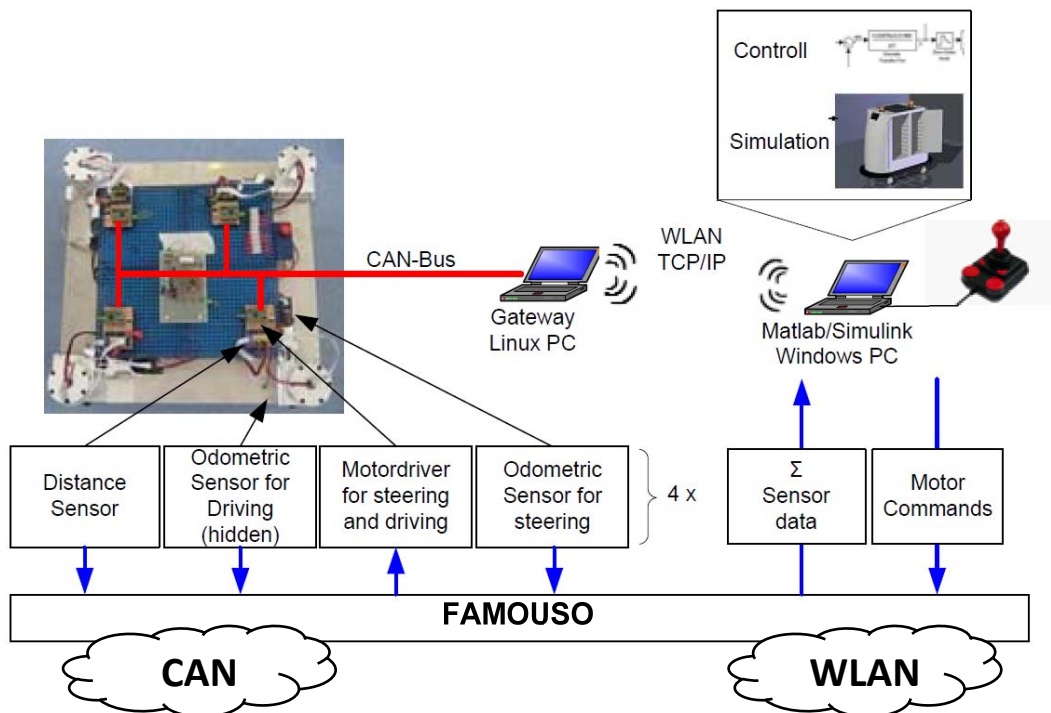 Controll
Simulation
CAN-Bus
WLAN
TCP/IP
Gateway
Linux PC
Matlab/Simulink
Windows PC
Distance
Sensor
Odometric
Sensor for
Driving
(hidden)
Motordriver
for steering
and driving
Odometric
Sensor for
steering
4 x
Σ
Sensor
data
Motor
Commands
FAMOUSO
CAN
WLAN